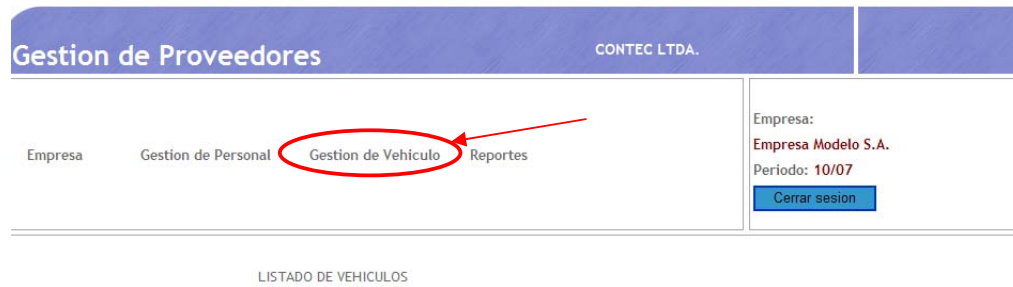 Gestion de Proveedores
CONTEC LTDA.
Empresa Gestion de Personal Gestion de Vehiculo Reportes
Empresa:
Empresa Modelo S.A.
Periodo: 10/07
Cerrar sesion
LISTADO DE VEHICULOS